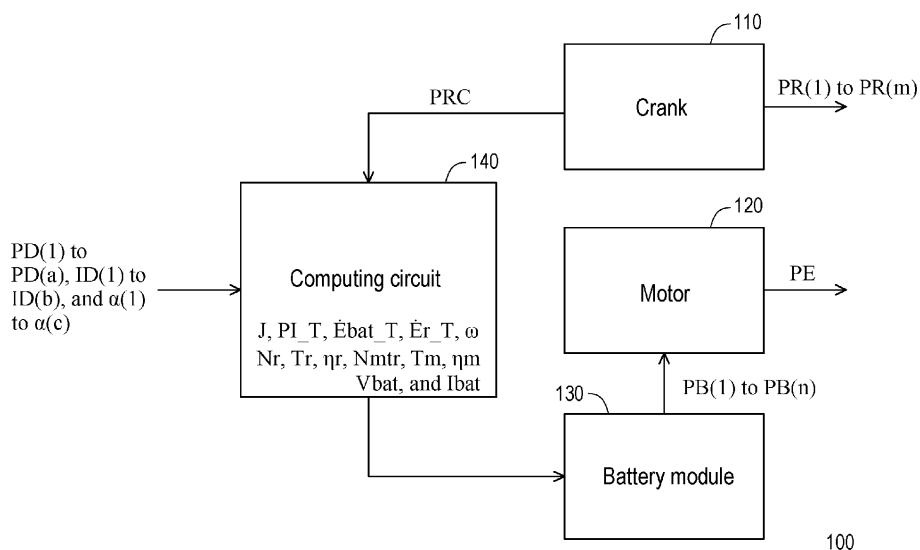 110
PRC
Crank
PR(1) to PR(m)
140
PD(1) to
PD(a), ID(1) to
ID(b), and α(1)
to α(c)
Computing circuit
J, PI_T, Ėbat_T, Ėr_T, ω
Nr, Tr, ηr, Nmtr, Tm, ηm
Vbat, and Ibat
120
Motor
PE
PB(1) to PB(n)
130
Battery module
100